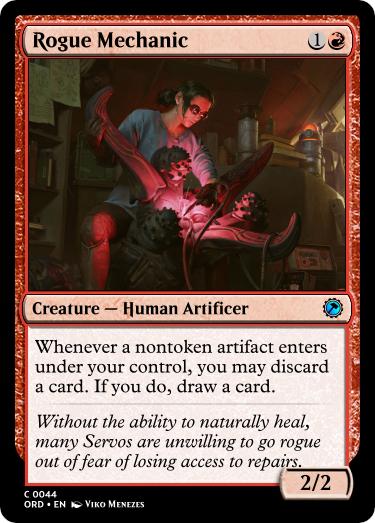 Rogue Mechanic 1
Creature — Human Artificer
Whenever a nontoken artifact enters
under your control, you may discard
a card. If you do, draw a card.
Without the ability to naturally heal,
many Servos are unwilling to go rogue
out of fear of losing access to repairs.
2/2
C 0044
ORD • EN Viko Menezes